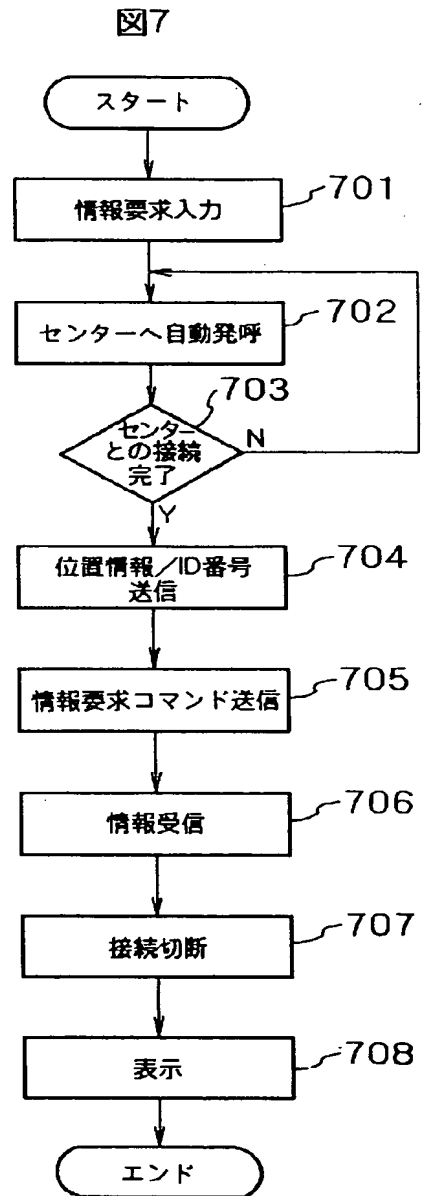 図7
スタート
情報要求入力
701
センターへ自動発呼
702
703
センター
との接続
完了
N
Y
位置情報/ID番号
送信
704
情報要求コマンド送信
705
情報受信
706
接続切断
707
表示
708
エンド